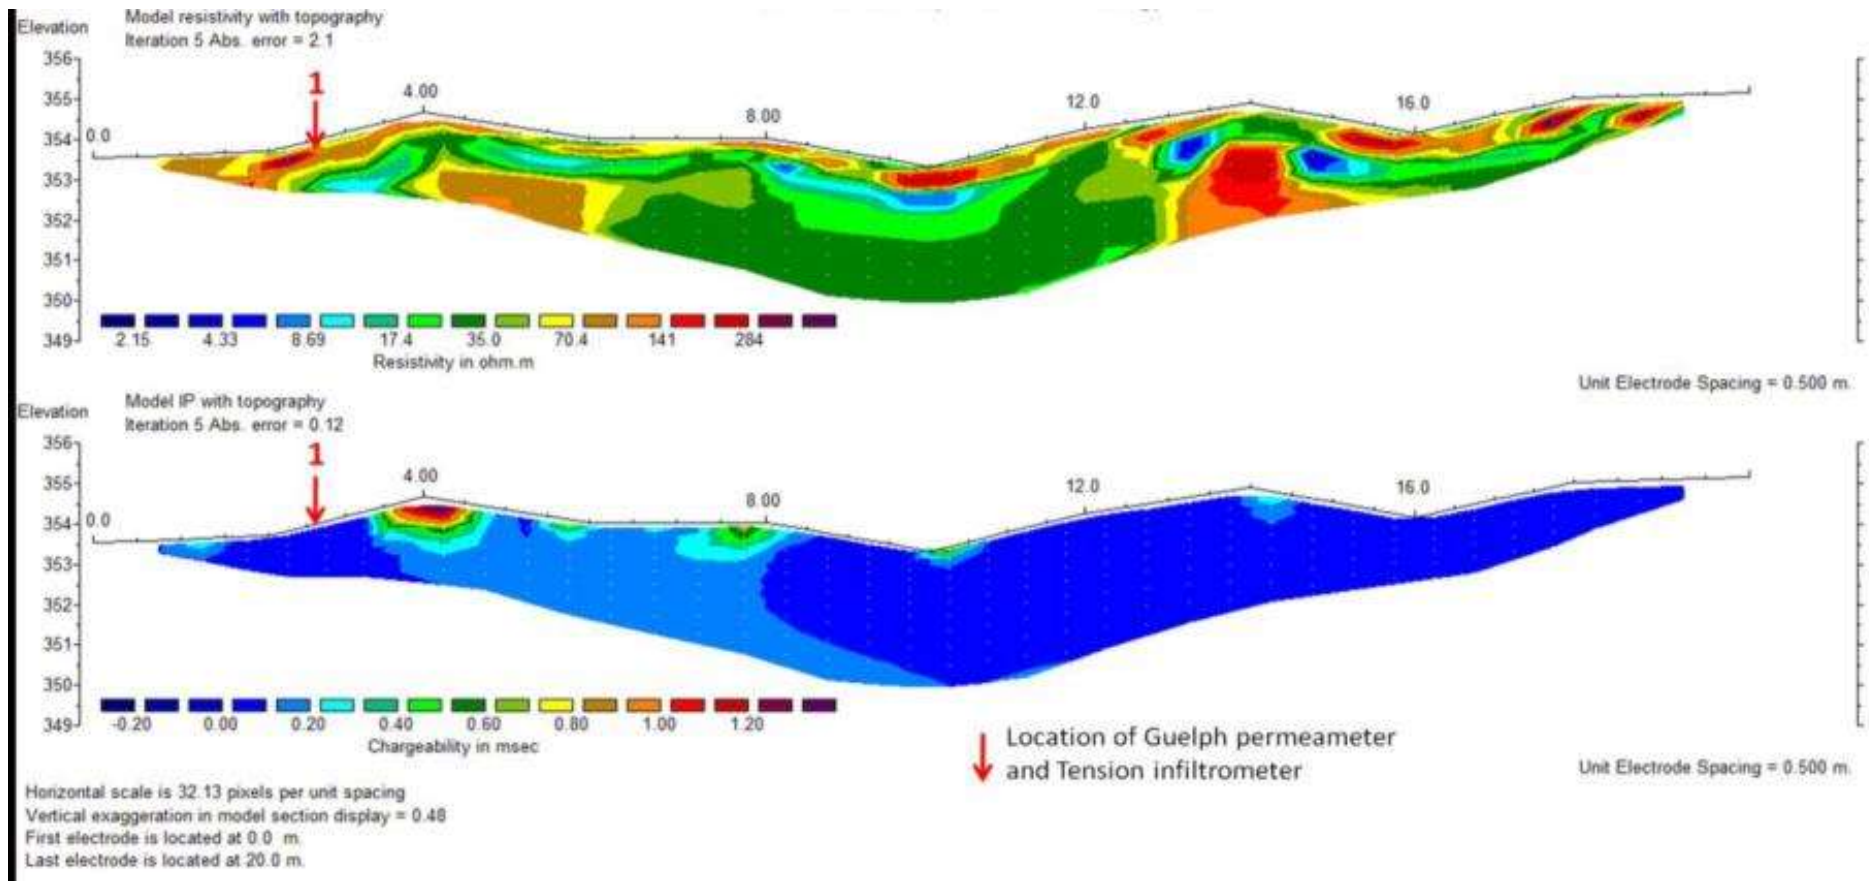 Elevation
Model resistivity with topography
Iteration 5 Abs. error = 2.1
356
355
354
353
352
351
350
349
1
0.0
4.00
8.00
12.0
16.0
2.15 4.33 8.69 17.4 35.0 70.4 141 284
Resistivity in ohm.m
Unit Electrode Spacing = 0.500 m.
Elevation
Model IP with topography
Iteration 5 Abs. error = 0.12
356
355
354
353
352
351
350
349
1
0.0
4.00
8.00
12.0
16.0
-0.20 0.00 0.20 0.40 0.60 0.80 1.00 1.20
Chargeability in msec
Location of Guelph permeameter
and Tension infiltrometer
Unit Electrode Spacing = 0.500 m.
Horizontal scale is 32.13 pixels per unit spacing
Vertical exaggeration in model section display = 0.48
First electrode is located at 0.0 m.
Last electrode is located at 20.0 m.